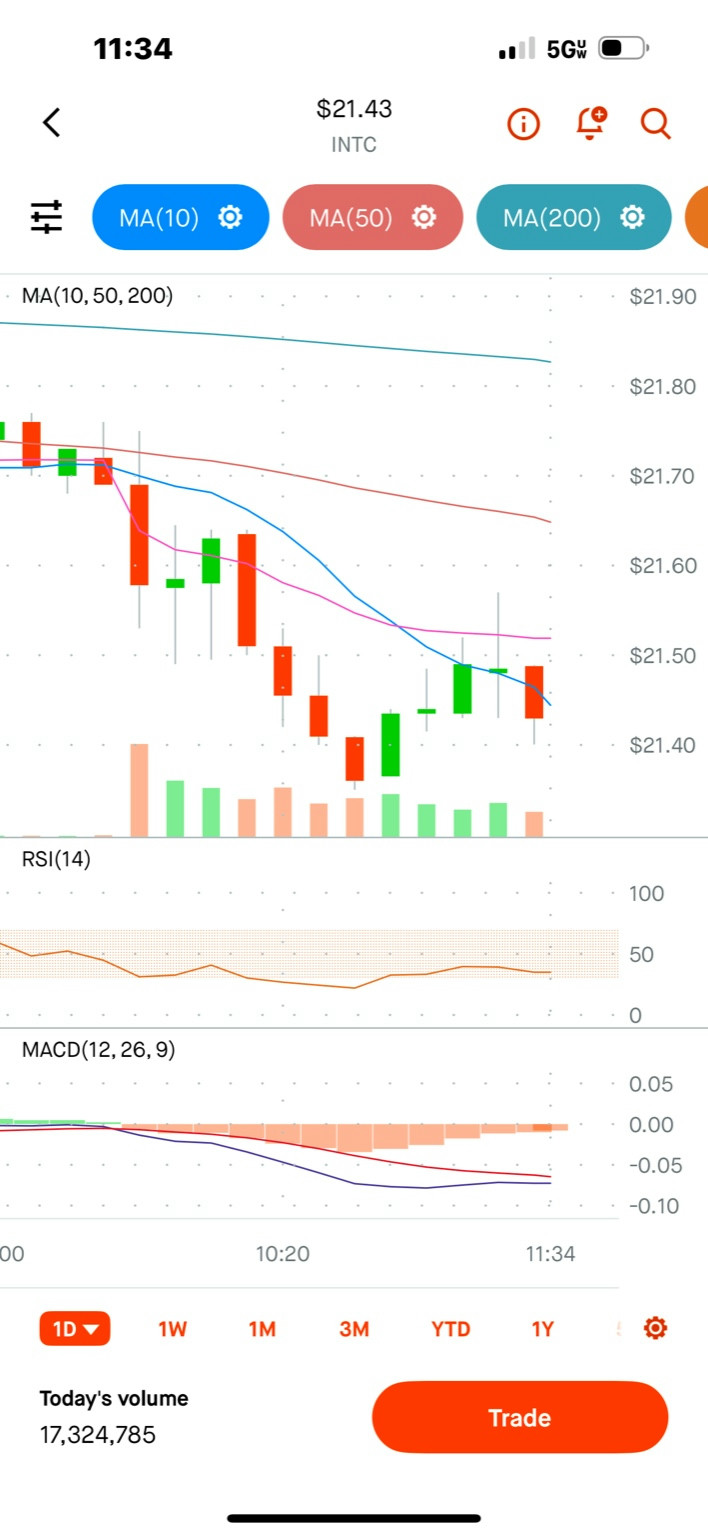 11:34
5GUW
$21.43
INTC
MA(10)
MA(50)
MA(200)
MA(10, 50, 200)
$21.90
$21.80
$21.70
$21.60
$21.50
$21.40
RSI(14)
100
50
0
MACD(12, 26, 9)
0.05
0.00
-0.05
-0.10
00
10:20
11:34
1D
1W
1M
3M
YTD
1Y
Today's volume
17,324,785
Trade